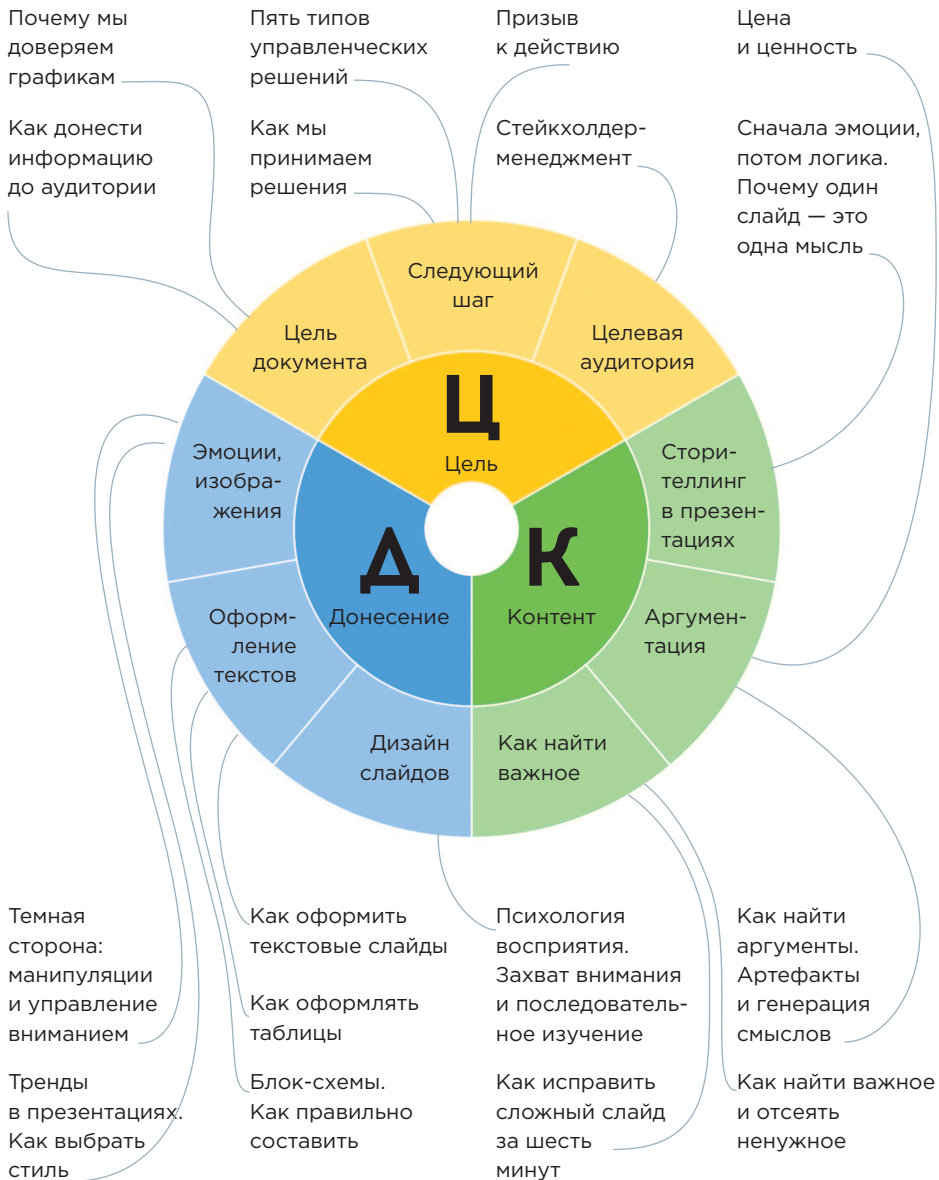 Почему мы
доверяем
графикам
Пять типов
управленческих
решений
Призыв
к действию
Цена
и ценность
Как донести
информацию
до аудитории
Как мы
принимаем
решения
Стейкхолдер-
менеджмент
Сначала эмоции,
потом логика.
Почему один
слайд — это
одна мысль
Следующий
шаг
Цель
документа
Целевая
аудитория
Ц
Цель
Эмоции,
изобра-
жения
Стори-
теллинг
в презен-
тациях
Д
Донесение
К
Контент
Оформ-
ление
текстов
Аргумен-
тация
Дизайн
слайдов
Как найти
важное
Темная
сторона:
манипуляции
и управление
вниманием
Как оформить
текстовые слайды
Как оформлять
таблицы
Психология
восприятия.
Захват внимания
и последователь-
ное изучение
Как найти
аргументы.
Артефакты
и генерация
смыслов
Тренды
в презентациях.
Как выбрать
стиль
Блок-схемы.
Как правильно
составить
Как исправить
сложный слайд
за шесть
минут
Как найти важное
и отсеять
ненужное